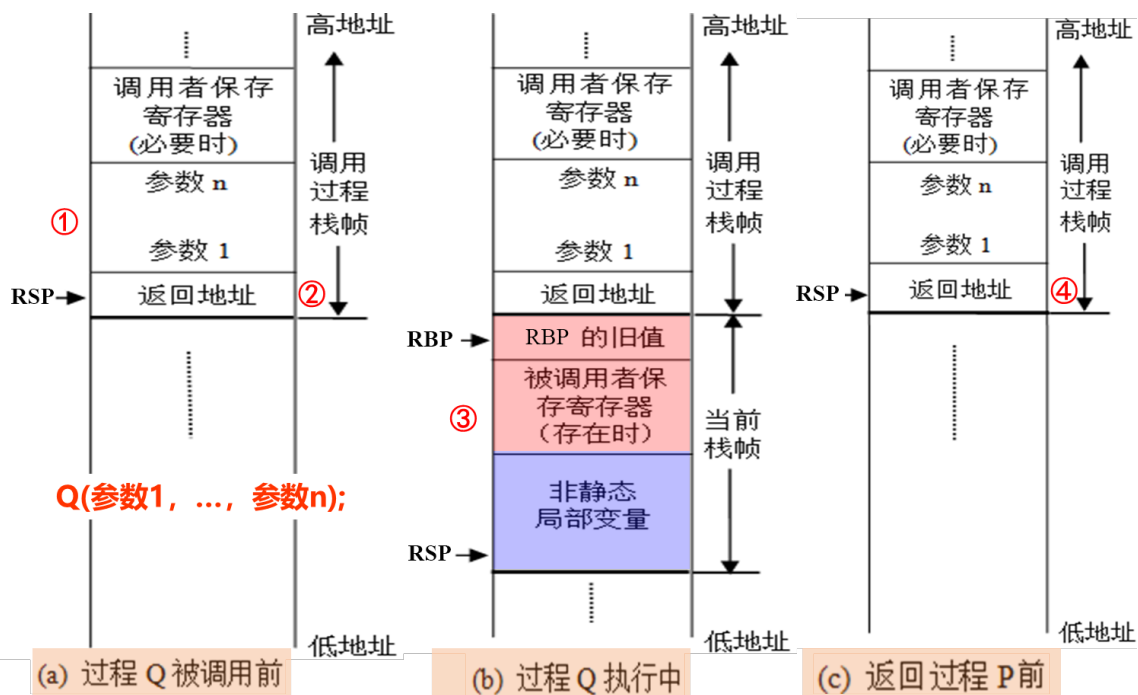 高地址
调用者保存
寄存器
(必要时)
参数 n
调用
过程
栈帧
①
参数 1
RSP
返回地址
②
Q(参数1，…，参数n);
低地址
(a) 过程 Q 被调用前
高地址
调用者保存
寄存器
(必要时)
参数 n
调用
过程
栈帧
参数 1
返回地址
RBP
RBP 的旧值
被调用者保
存寄存器
（存在时）
③
当前
栈帧
非静态
局部变量
RSP
低地址
(b) 过程 Q 执行中
高地址
调用者保存
寄存器
(必要时)
参数 n
调用
过程
栈帧
参数 1
RSP
返回地址
④
(c) 返回过程 P前